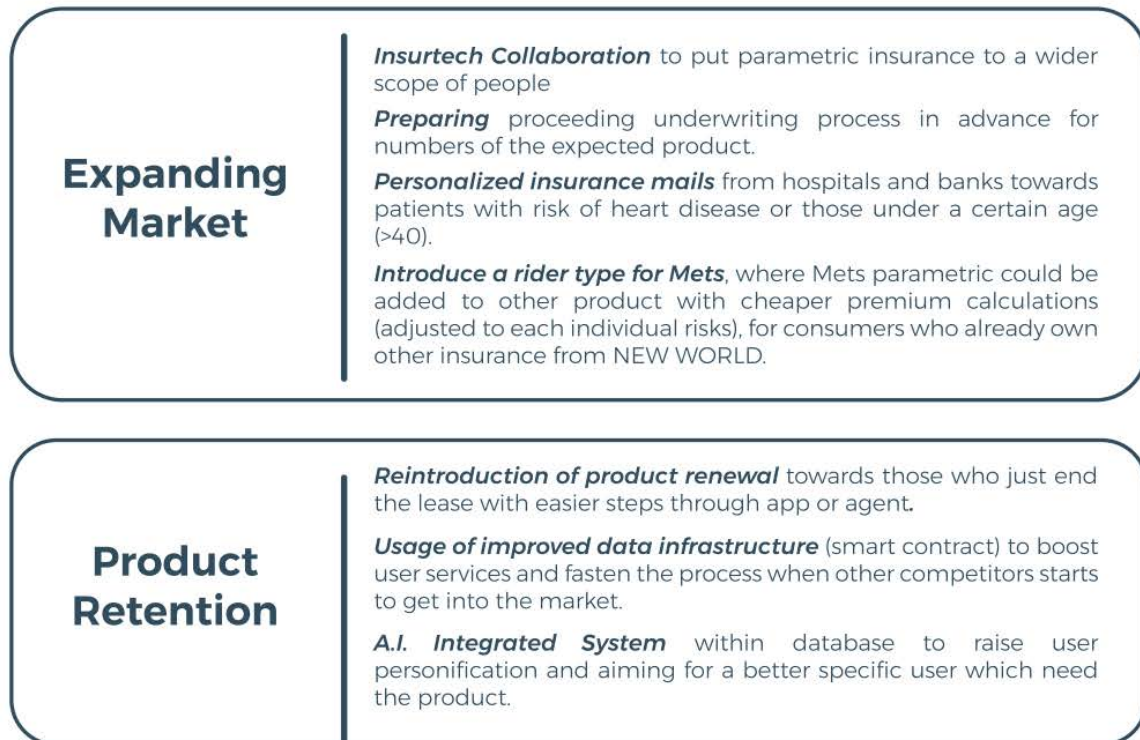 Expanding
Market
Insurtech Collaboration to put parametric insurance to a wider
scope of people
Preparing proceeding underwriting process in advance for
numbers of the expected product.
Personalized insurance mails from hospitals and banks towards
patients with risk of heart disease or those under a certain age
(>40).
Introduce a rider type for Mets, where Mets parametric could be
added to other product with cheaper premium calculations
(adjusted to each individual risks), for consumers who already own
other insurance from NEW WORLD.
Product
Retention
Reintroduction of product renewal towards those who just end
the lease with easier steps through app or agent.
Usage of improved data infrastructure (smart contract) to boost
user services and fasten the process when other competitors starts
to get into the market.
A.I. Integrated System within database to raise user
personification and aiming for a better specific user which need
the product.